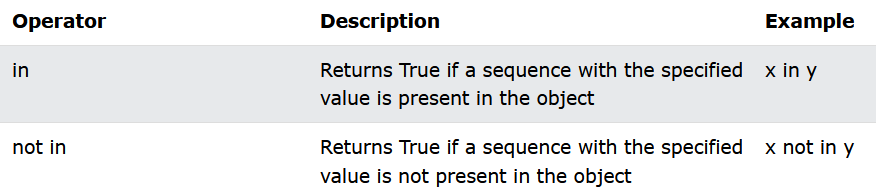 Operator Description Example
in Returns True if a sequence with the specified x in y
value is present in the object
not in Returns True if a sequence with the specified x not in y
value is not present in the object